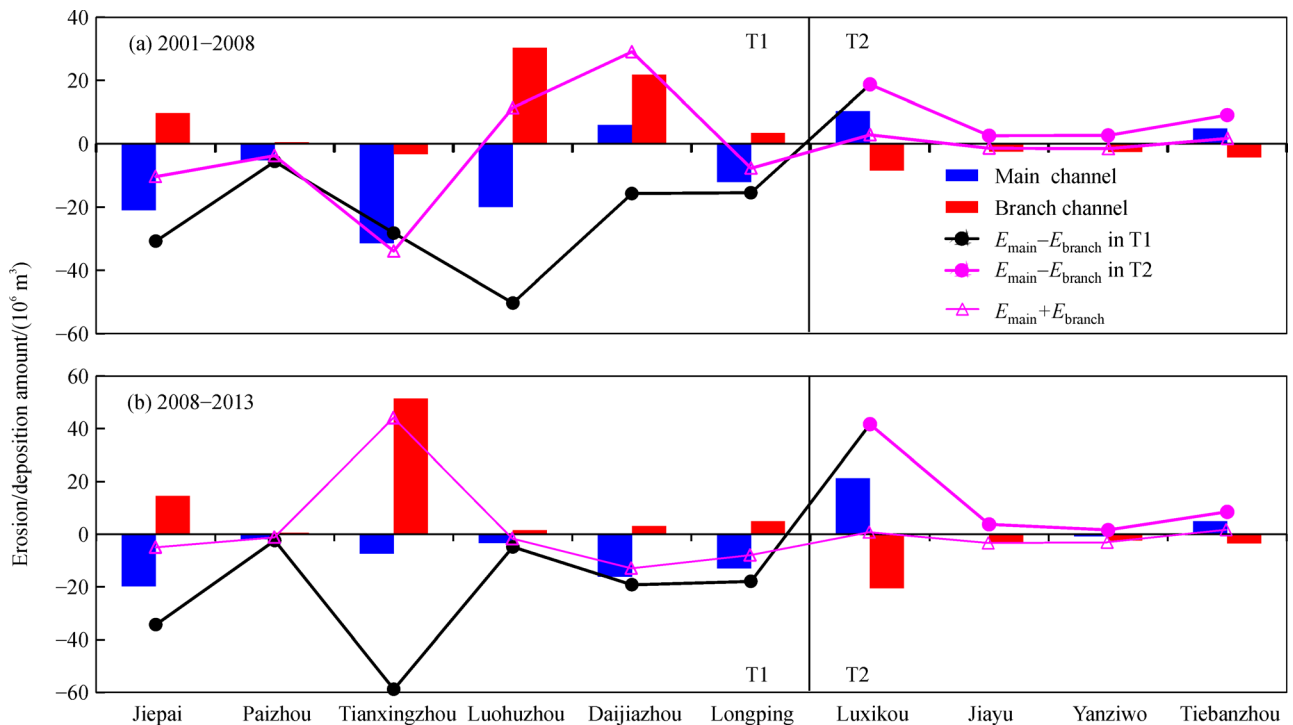 Erosion/deposition amount/(10⁶ m³)
40
20
0
−20
−40
−60
(a) 2001−2008
T1
T2
Main channel
Branch channel
Emain−Ebranch in T1
Emain−Ebranch in T2
Emain+Ebranch
60
40
20
0
−20
−40
−60
(b) 2008−2013
T1
T2
Jiepai
Paizhou
Tianxingzhou
Luohuzhou
Daijiazhou
Longping
Luxikou
Jiayu
Yanziwo
Tiebanzhou